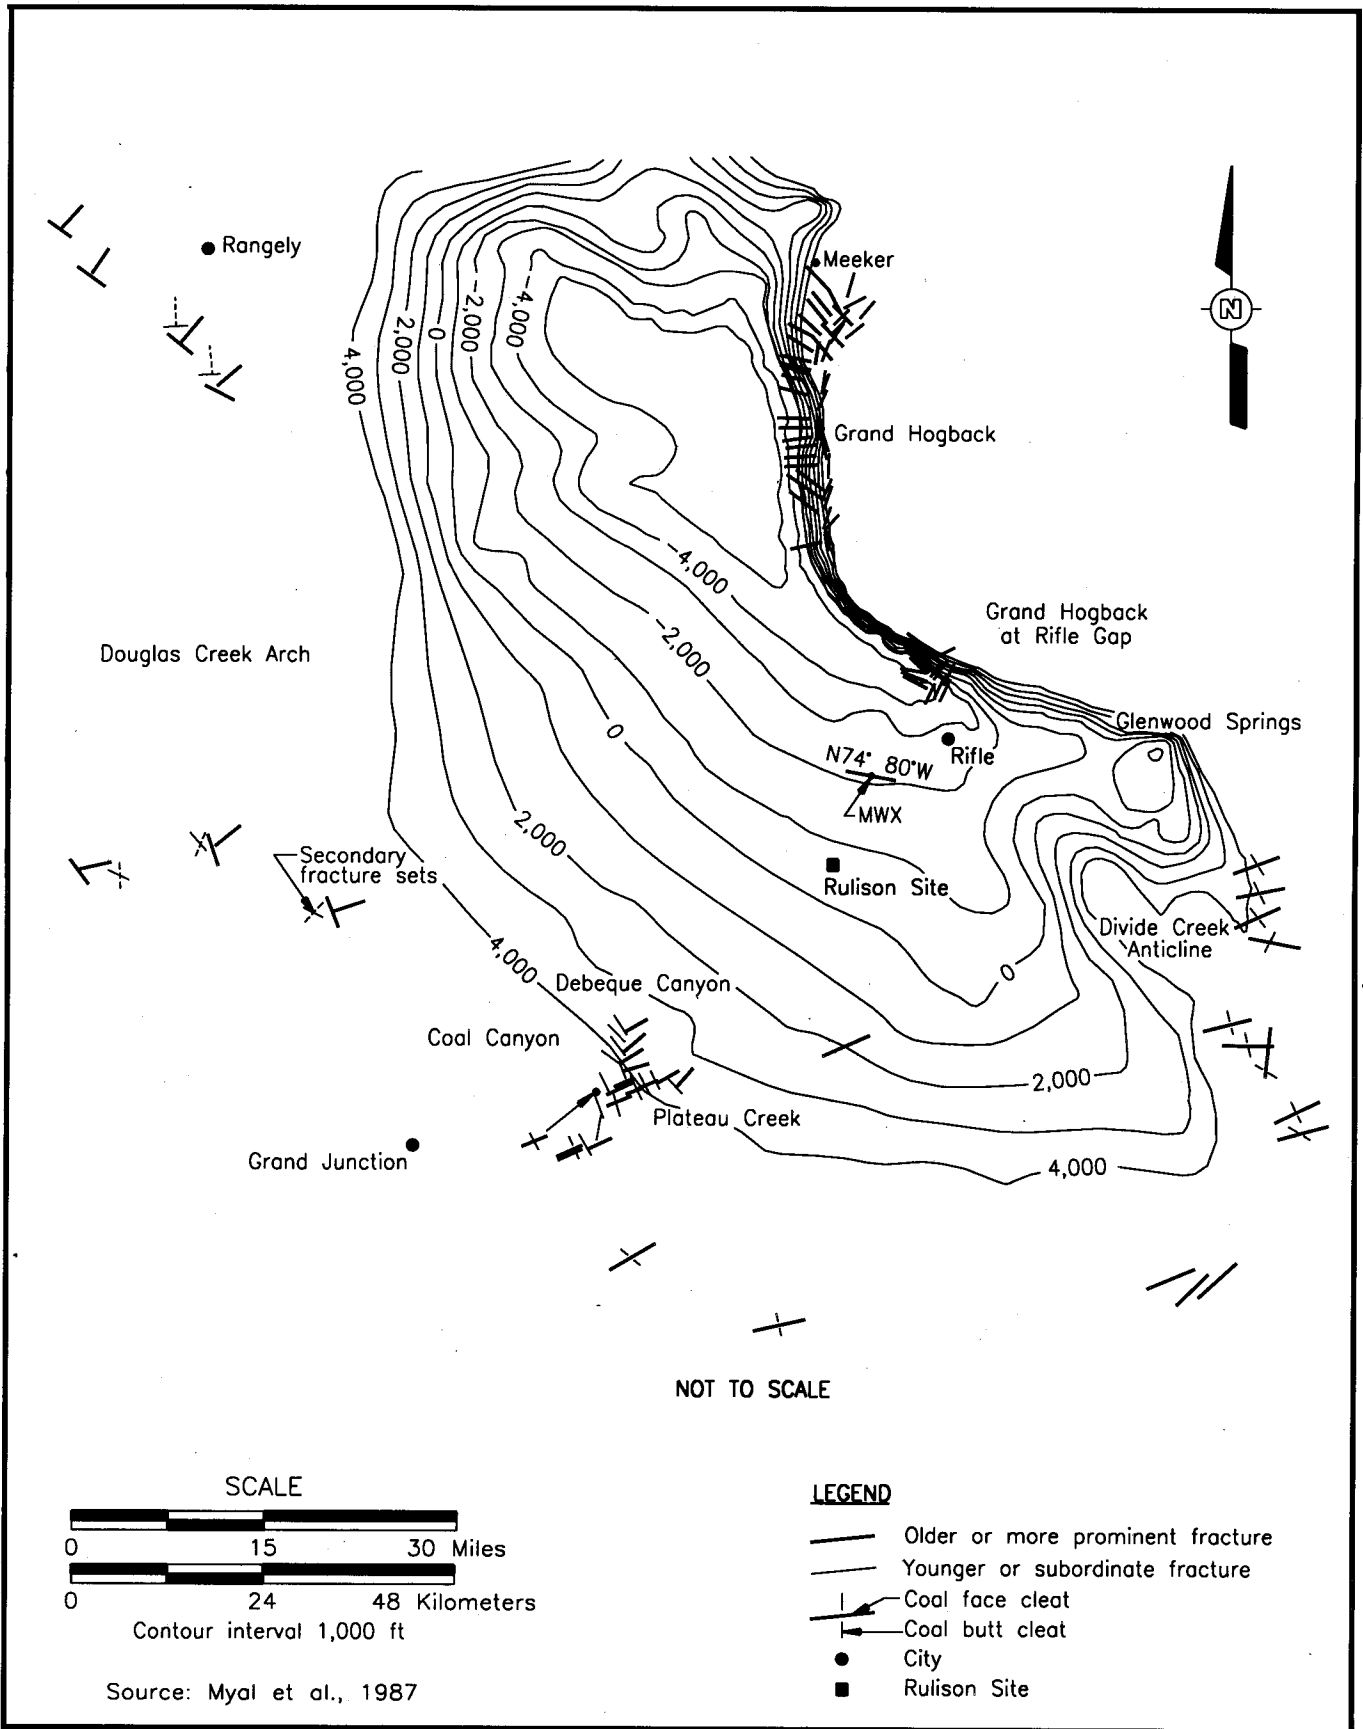 Rangely
Meeker
N
4,000
2,000
0
-2,000
-4,000
Grand Hogback
-4,000
-2,000
0
2,000
4,000
Grand Hogback
at Rifle Gap
Douglas Creek Arch
Glenwood Springs
Rifle
N74° 80°W
MWX
Secondary
fracture sets
Rulison Site
Divide Creek
Anticline
0
Debeque Canyon
Coal Canyon
2,000
Plateau Creek
Grand Junction
4,000
NOT TO SCALE
SCALE
0 15 30 Miles
0 24 48 Kilometers
Contour interval 1,000 ft
Source: Myal et al., 1987
LEGEND
Older or more prominent fracture
Younger or subordinate fracture
Coal face cleat
Coal butt cleat
City
Rulison Site